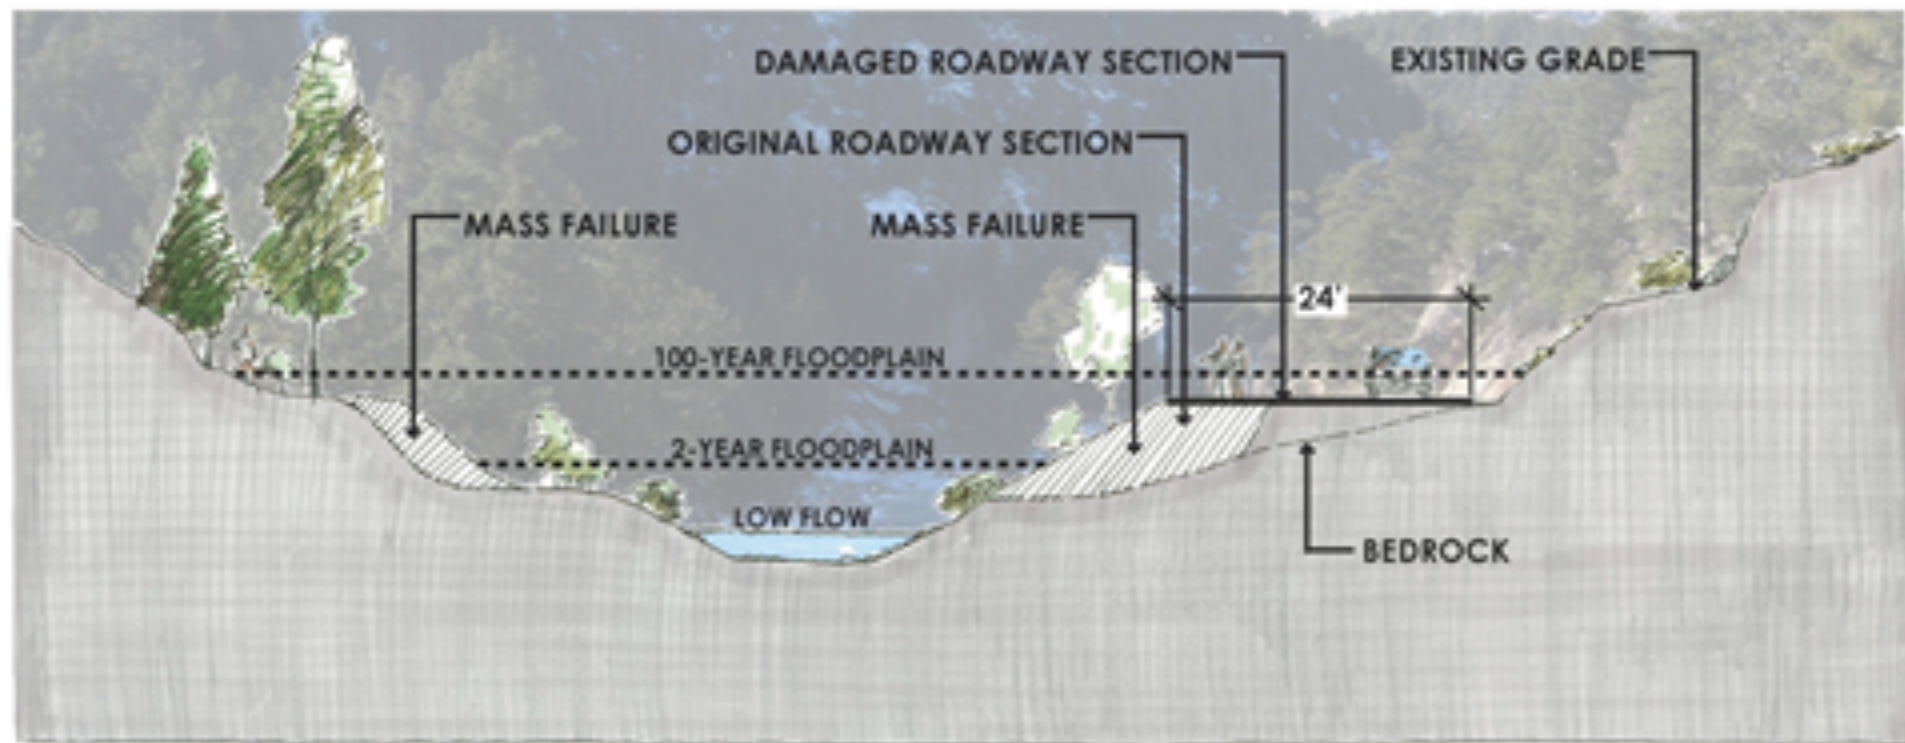 DAMAGED ROADWAY SECTION
EXISTING GRADE
ORIGINAL ROADWAY SECTION
MASS FAILURE
MASS FAILURE
24'
100-YEAR FLOODPLAIN
2-YEAR FLOODPLAIN
LOW FLOW
BEDROCK